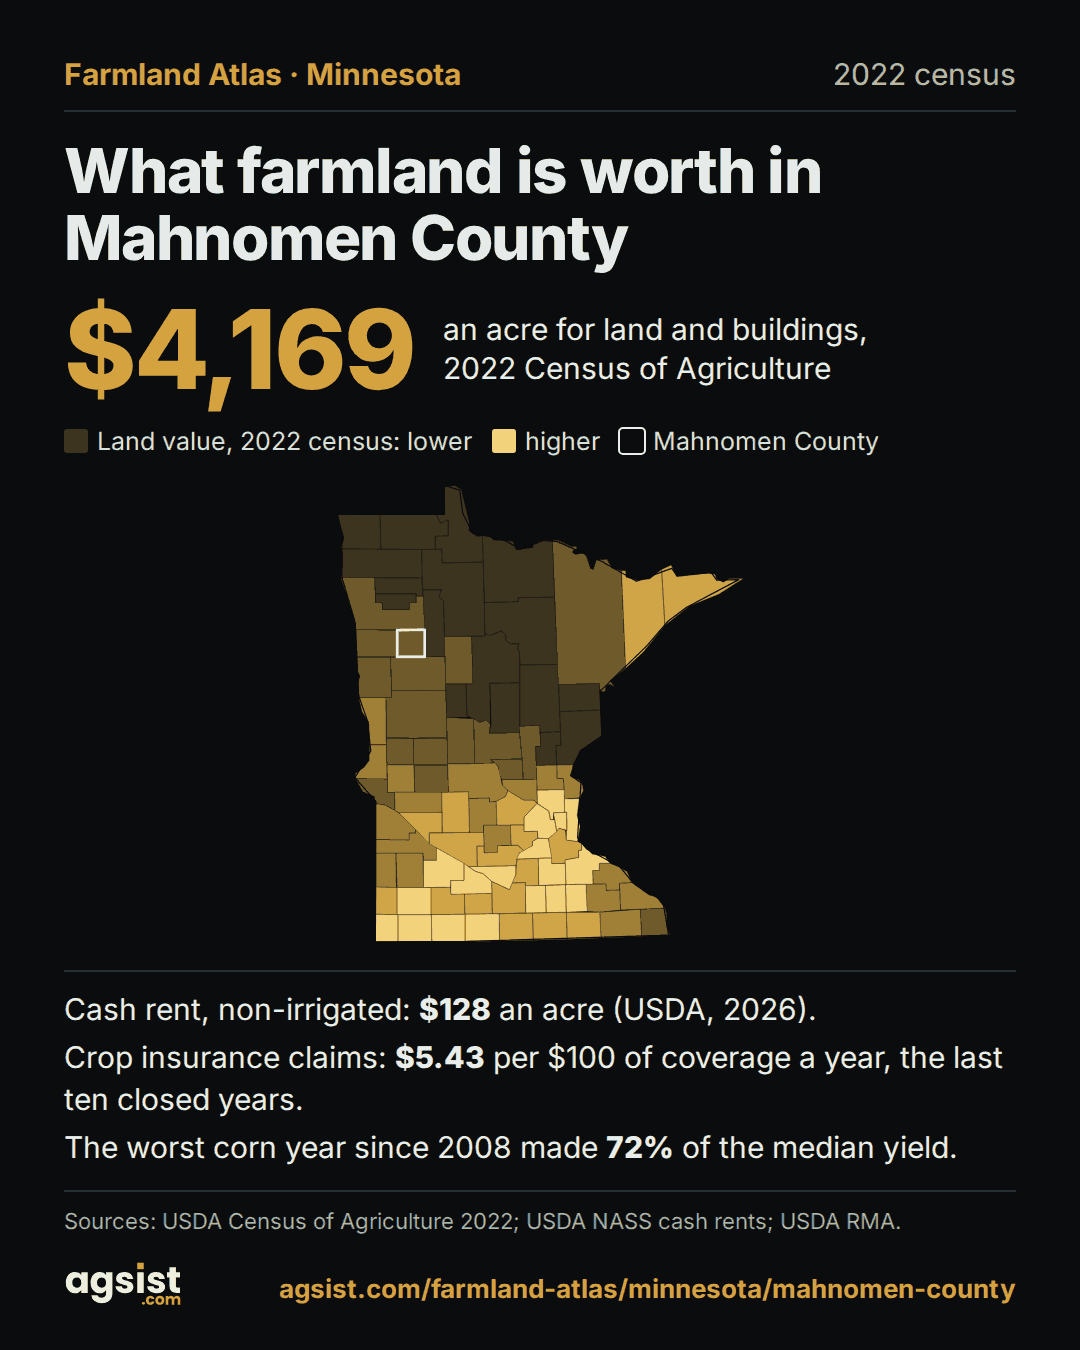 Farmland Atlas · Minnesota
2022 census
What farmland is worth in
Mahnomen County
$4,169
an acre for land and buildings,
2022 Census of Agriculture
Land value, 2022 census: lower
higher
Mahnomen County
Cash rent, non-irrigated: $128 an acre (USDA, 2026).
Crop insurance claims: $5.43 per $100 of coverage a year, the last
ten closed years.
The worst corn year since 2008 made 72% of the median yield.
Sources: USDA Census of Agriculture 2022; USDA NASS cash rents; USDA RMA.
agsist
.com
agsist.com/farmland-atlas/minnesota/mahnomen-county